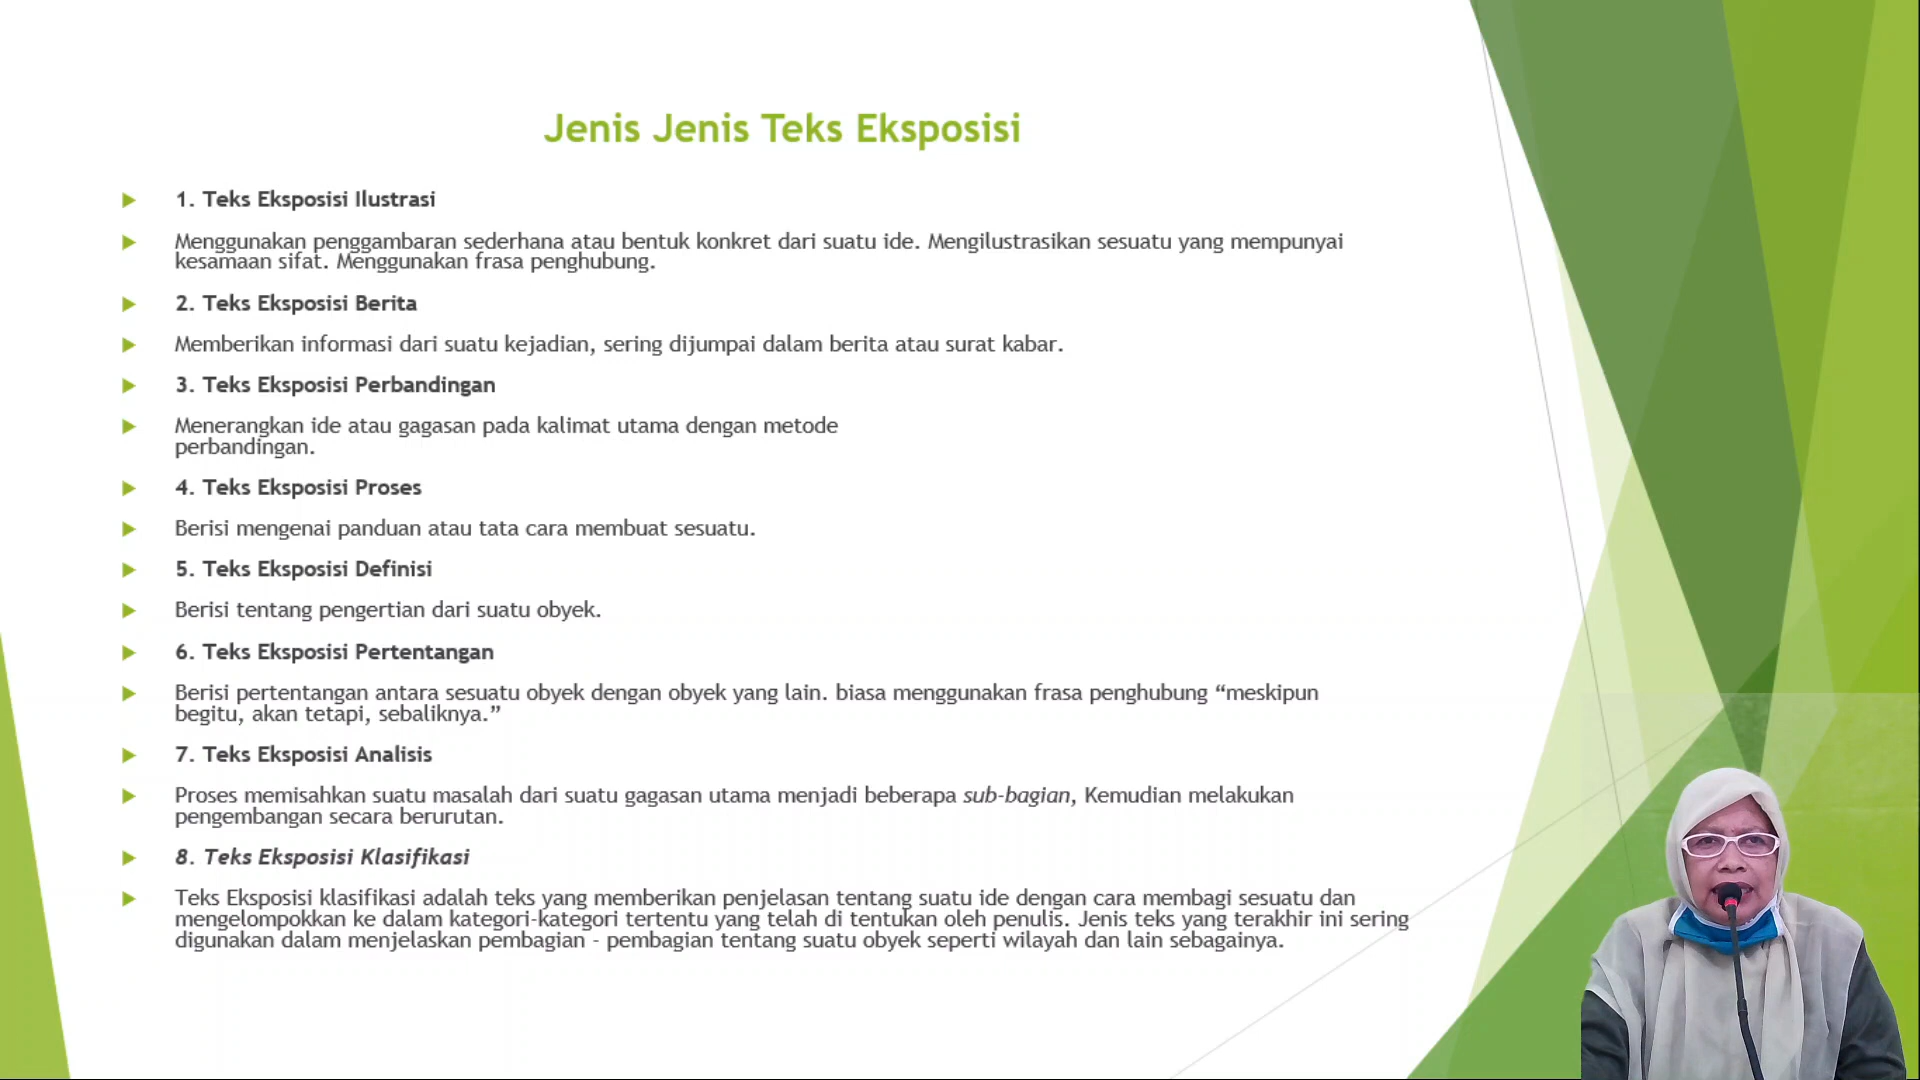 Jenis Jenis Teks Eksposisi
1. Teks Eksposisi Ilustrasi
Menggunakan penggambaran sederhana atau bentuk konkret dari suatu ide. Mengilustrasikan sesuatu yang mempunyai
kesamaan sifat. Menggunakan frasa penghubung.
2. Teks Eksposisi Berita
Memberikan informasi dari suatu kejadian, sering dijumpai dalam berita atau surat kabar.
3. Teks Eksposisi Perbandingan
Menerangkan ide atau gagasan pada kalimat utama dengan metode
perbandingan.
4. Teks Eksposisi Proses
Berisi mengenai panduan atau tata cara membuat sesuatu.
5. Teks Eksposisi Definisi
Berisi tentang pengertian dari suatu obyek.
6. Teks Eksposisi Pertentangan
Berisi pertentangan antara sesuatu obyek dengan obyek yang lain. biasa menggunakan frasa penghubung “meskipun
begitu, akan tetapi, sebaliknya.”
7. Teks Eksposisi Analisis
Proses memisahkan suatu masalah dari suatu gagasan utama menjadi beberapa sub-bagian, Kemudian melakukan
pengembangan secara berurutan.
8. Teks Eksposisi Klasifikasi
Teks Eksposisi klasifikasi adalah teks yang memberikan penjelasan tentang suatu ide dengan cara membagi sesuatu dan
mengelompokkan ke dalam kategori-kategori tertentu yang telah di tentukan oleh penulis. Jenis teks yang terakhir ini sering
digunakan dalam menjelaskan pembagian - pembagian tentang suatu obyek seperti wilayah dan lain sebagainya.